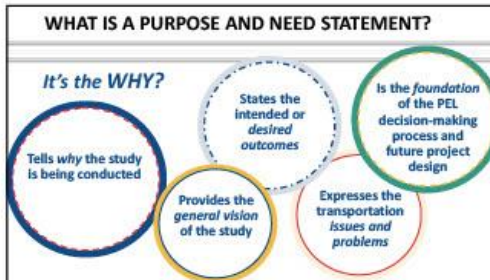 WHAT IS A PURPOSE AND NEED STATEMENT?
It's the WHY?
Tells why the study
is being conducted
Provides the
general vision
of the study
States the
intended or
desired
outcomes
Expresses the
transportation
issues and
problems
Is the foundation
of the PEL
decision-making
process and
future project
design